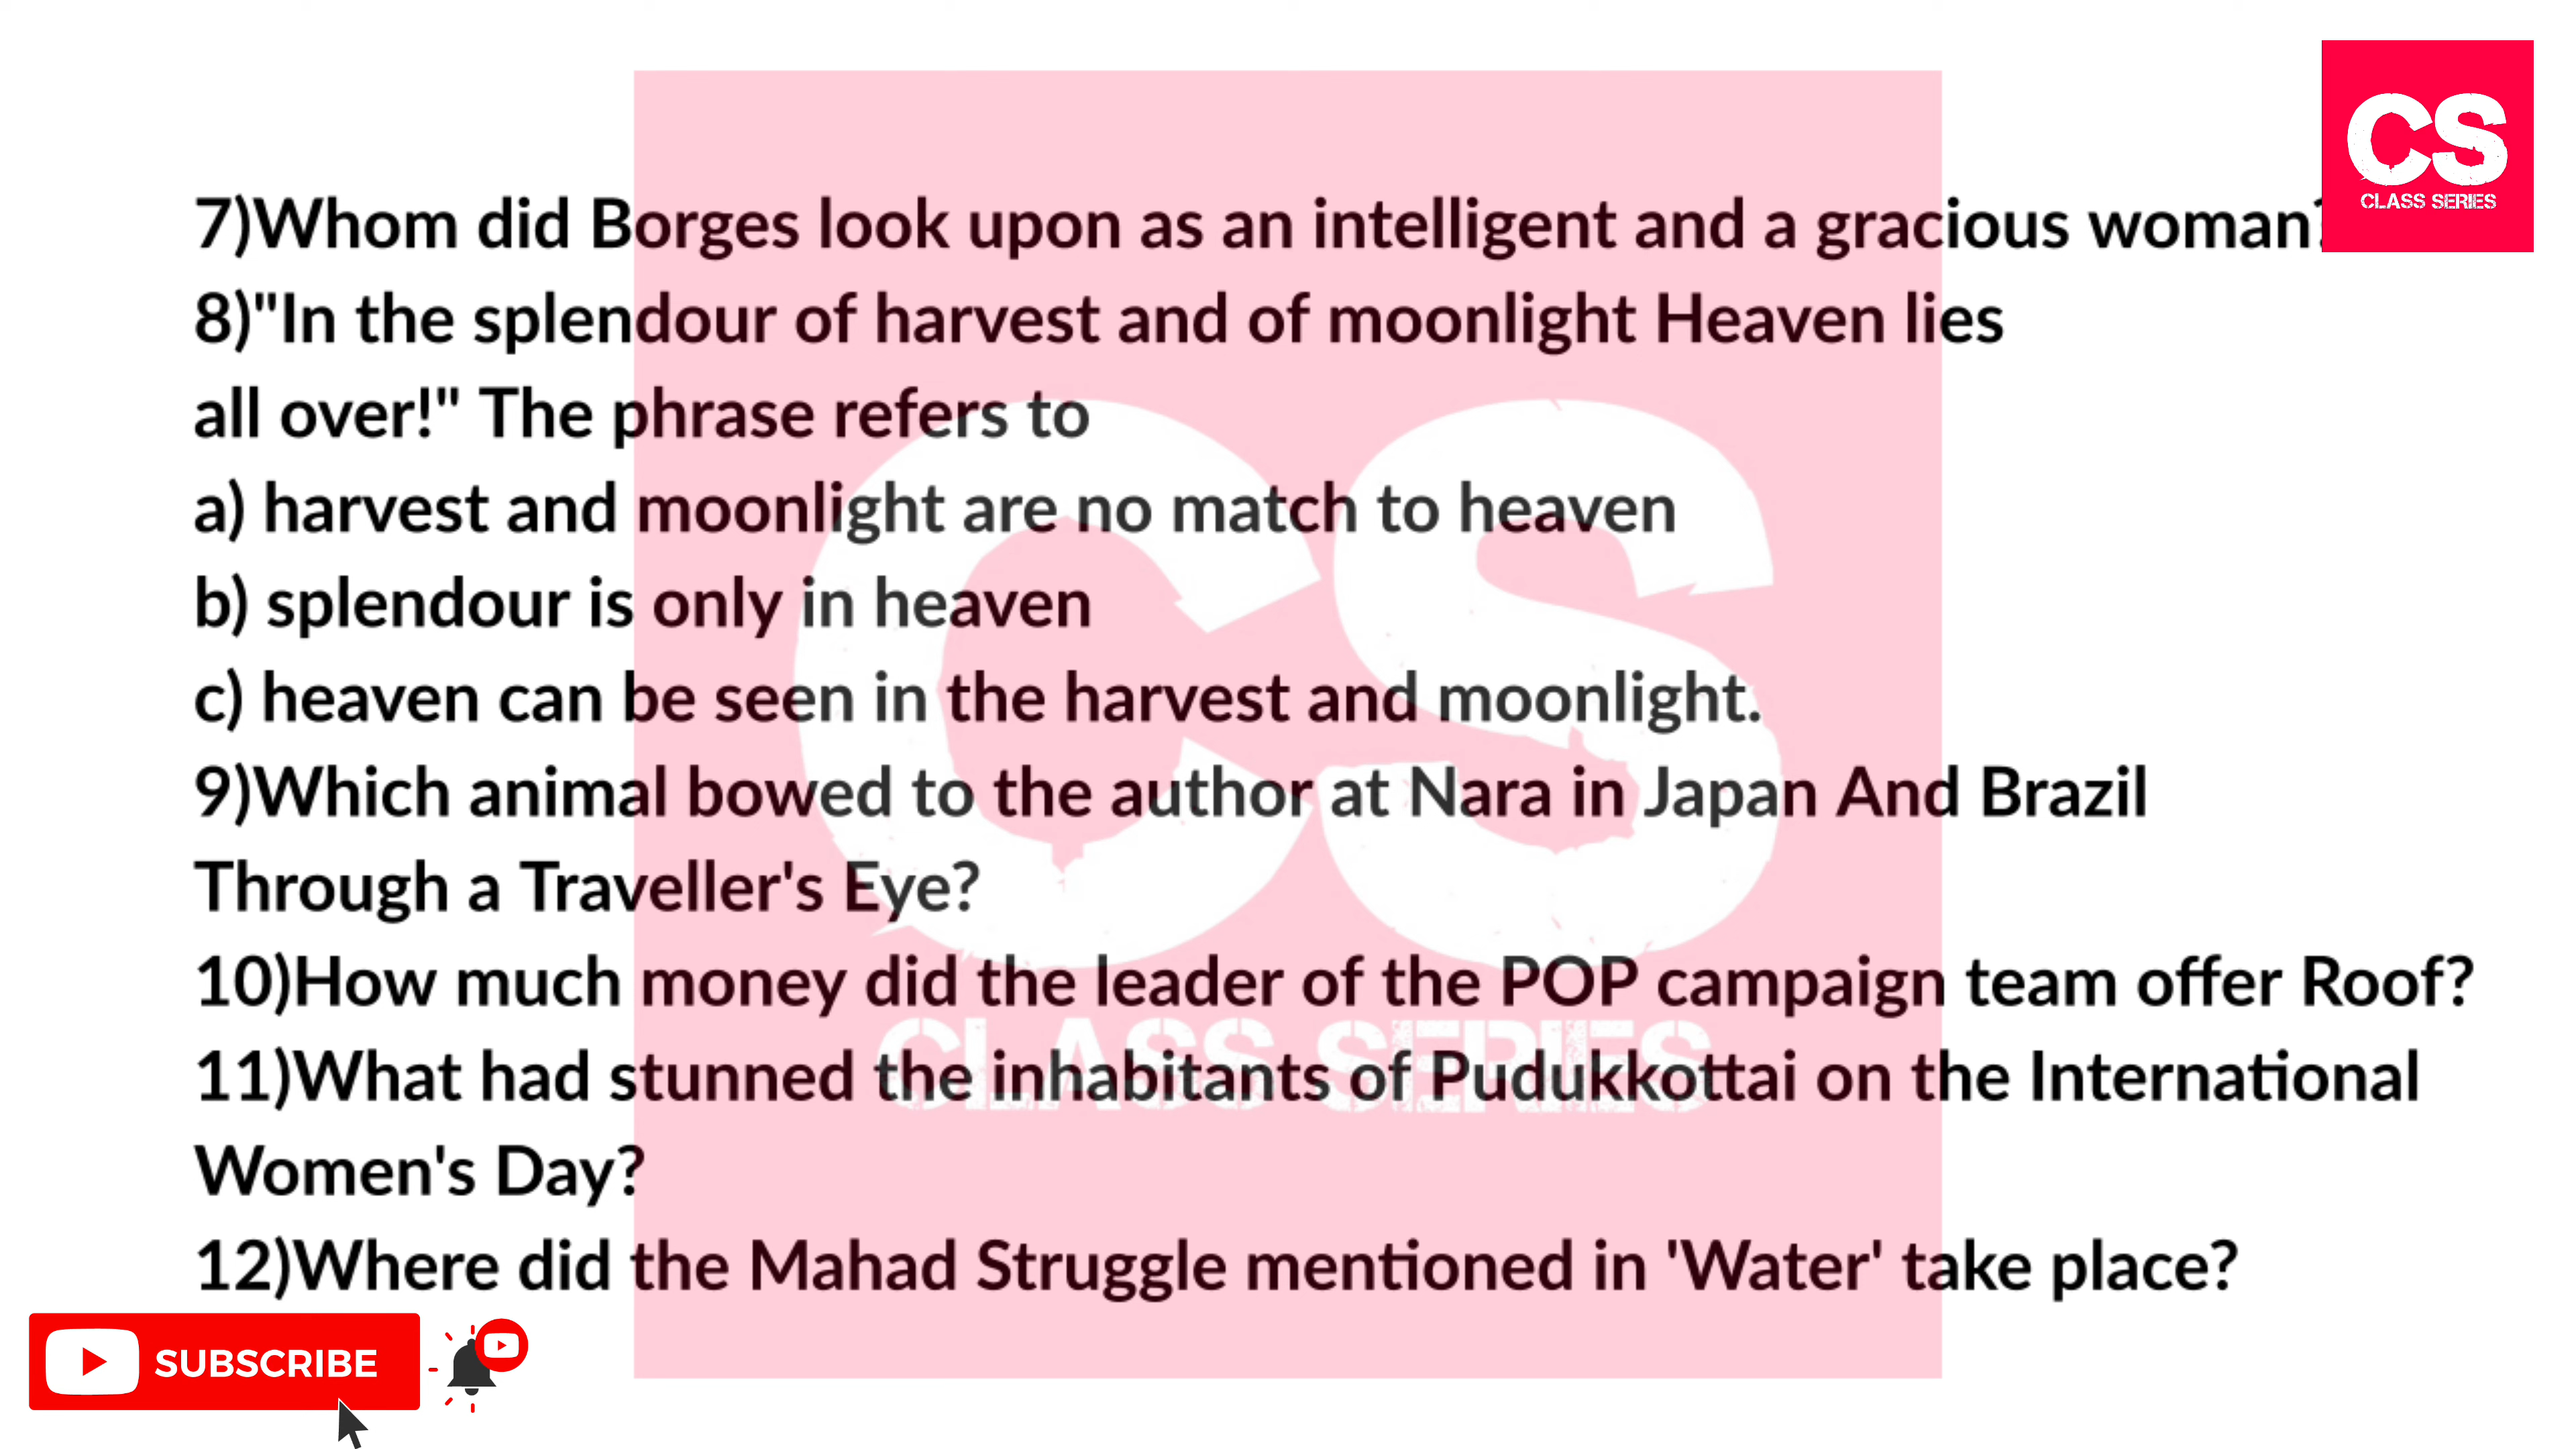 CS
CLASS SERIES
7)Whom did Borges look upon as an intelligent and a gracious woman?
8)"In the splendour of harvest and of moonlight Heaven lies
all over!" The phrase refers to
a) harvest and moonlight are no match to heaven
b) splendour is only in heaven
c) heaven can be seen in the harvest and moonlight.
9)Which animal bowed to the author at Nara in Japan And Brazil
Through a Traveller's Eye?
10)How much money did the leader of the POP campaign team offer Roof?
11)What had stunned the inhabitants of Pudukkottai on the International
Women's Day?
12)Where did the Mahad Struggle mentioned in 'Water' take place?
CS
CLASS SERIES
SUBSCRIBE